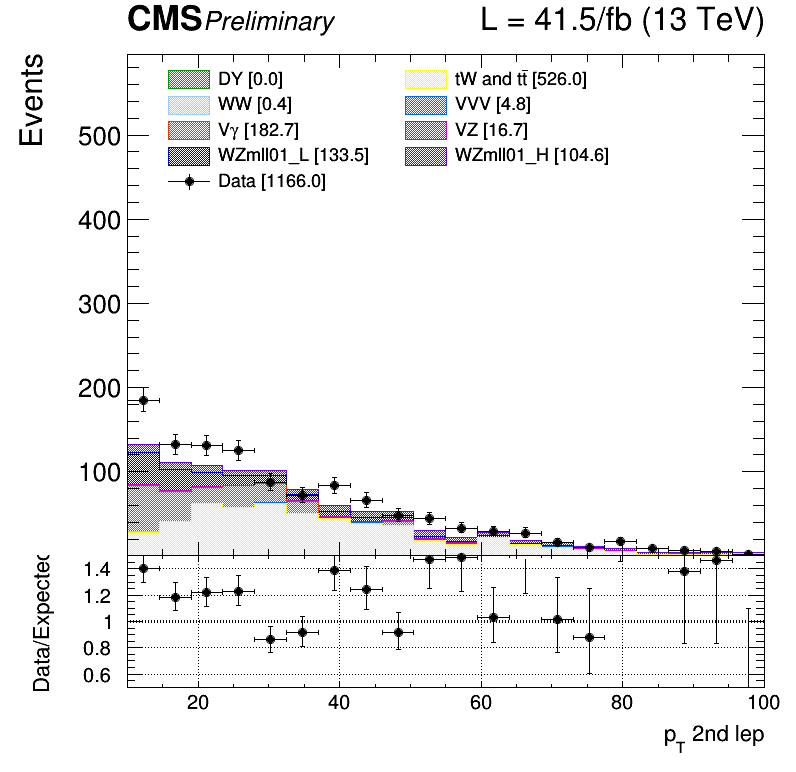 CMS Preliminary L = 41.5/fb (13 TeV)
Events
DY [0.0] tW and tt̄ [526.0]
WW [0.4] VVV [4.8]
Vγ [182.7] VZ [16.7]
WZmll01_L [133.5] WZmll01_H [104.6]
Data [1166.0]
500
400
300
200
100
Data/Expected
1.4
1.2
1
0.8
0.6
20 40 60 80 100
p_T 2nd lep